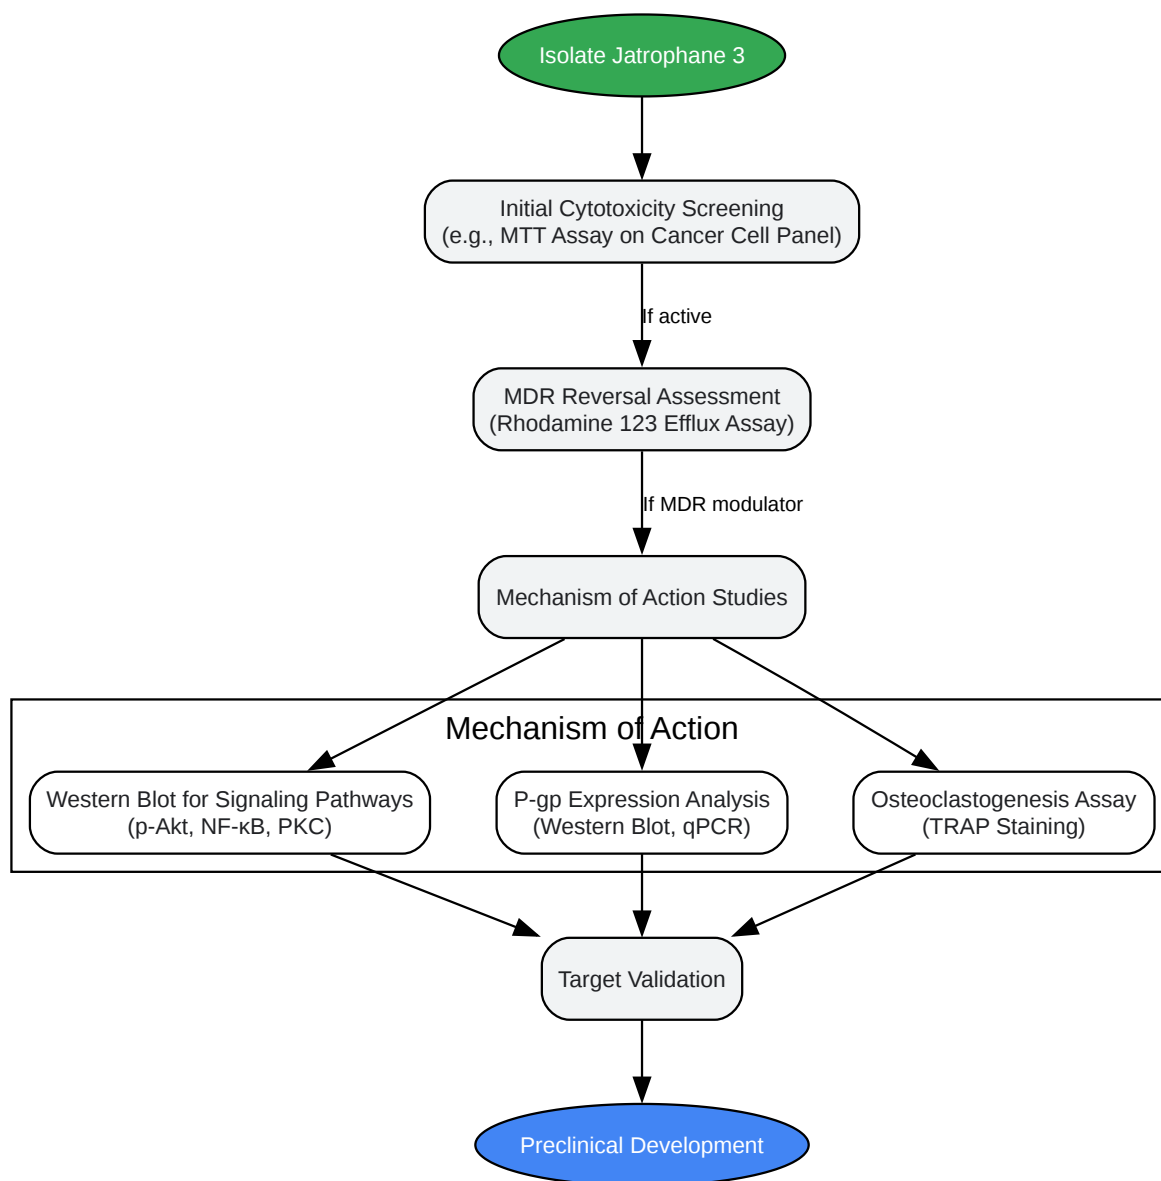 Isolate Jatrophane 3
Initial Cytotoxicity Screening
(e.g., MTT Assay on Cancer Cell Panel)
If active
MDR Reversal Assessment
(Rhodamine 123 Efflux Assay)
If MDR modulator
Mechanism of Action Studies
Mechanism of Action
Western Blot for Signaling Pathways
(p-Akt, NF-κB, PKC)
P-gp Expression Analysis
(Western Blot, qPCR)
Osteoclastogenesis Assay
(TRAP Staining)
Target Validation
Preclinical Development